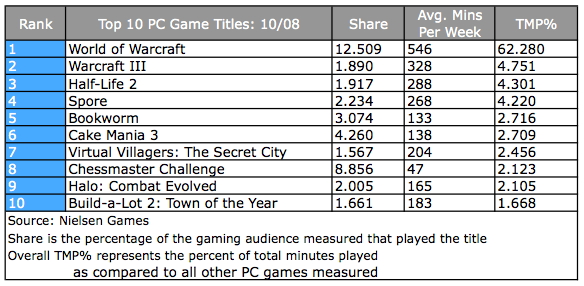 Rank Top 10 PC Game Titles: 10/08 Share Avg. Mins Per Week TMP%
1 World of Warcraft 12.509 546 62.280
2 Warcraft III 1.890 328 4.751
3 Half-Life 2 1.917 288 4.301
4 Spore 2.234 268 4.220
5 Bookworm 3.074 133 2.716
6 Cake Mania 3 4.260 138 2.709
7 Virtual Villagers: The Secret City 1.567 204 2.456
8 Chessmaster Challenge 8.856 47 2.123
9 Halo: Combat Evolved 2.005 165 2.105
10 Build-a-Lot 2: Town of the Year 1.661 183 1.668
Source: Nielsen Games
Share is the percentage of the gaming audience measured that played the title
Overall TMP% represents the percent of total minutes played
as compared to all other PC games measured